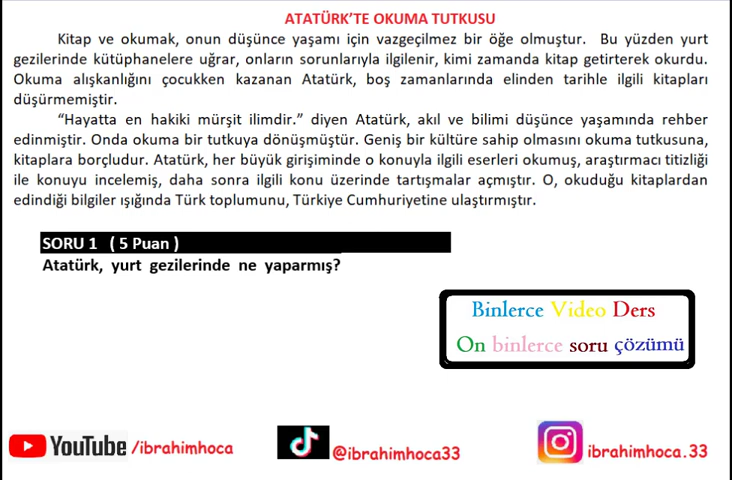 ATATÜRK’TE OKUMA TUTKUSU
Kitap ve okumak, onun düşünce yaşamı için vazgeçilmez bir öğe olmuştur. Bu yüzden yurt
gezilerinde kütüphanelere uğrar, onların sorunlarıyla ilgilenir, kimi zamanda kitap getirterek okurdu.
Okuma alışkanlığını çocukken kazanan Atatürk, boş zamanlarında elinden tarihle ilgili kitapları
düşürmemiştir.
“Hayatta en hakiki mürşit ilimdir.” diyen Atatürk, akıl ve bilimi düşünce yaşamında rehber
edinmiştir. Onda okuma bir tutkuya dönüşmüştür. Geniş bir kültüre sahip olmasını okuma tutkusuna,
kitaplara borçludur. Atatürk, her büyük girişiminde o konuyla ilgili eserleri okumuş, araştırmacı titizliği
ile konuyu incelemiş, daha sonra ilgili konu üzerinde tartışmalar açmıştır. O, okuduğu kitaplardan
edindiği bilgiler ışığında Türk toplumunu, Türkiye Cumhuriyetine ulaştırmıştır.
SORU 1 ( 5 Puan )
Atatürk, yurt gezilerinde ne yaparmış?
Binlerce Video Ders
On binlerce soru çözümü
YouTube /ibrahimhoca
@ibrahimhoca33
ibrahimhoca.33